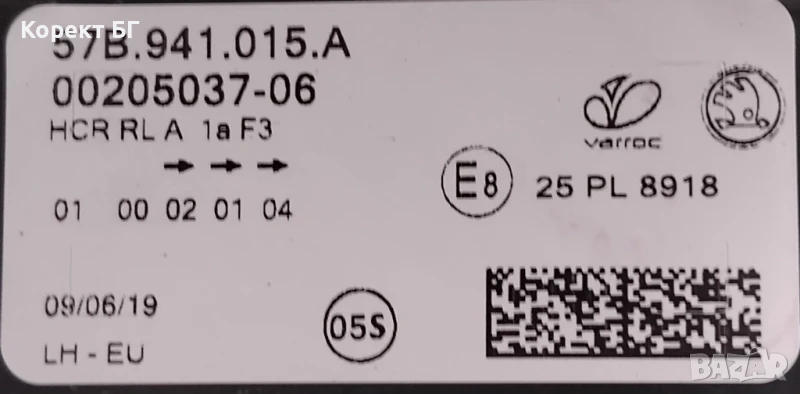 Корект БГ
57B.941.015.A
00205037-06
HCR RL A 1a F3
varroc
E8 25 PL 8918
01 00 02 01 04
09/06/19
05S
LH - EU
BAZAR